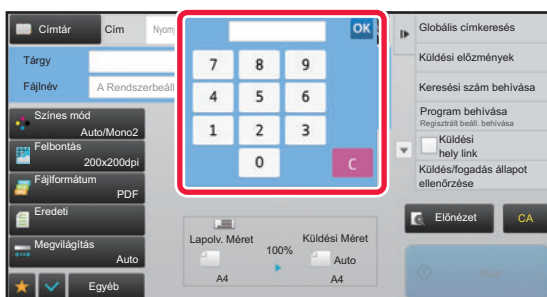 Címtár
Cím
Nyom
OK
Tárgy
Fájlnév
A Rendszerbeáll
7 8 9
4 5 6
1 2 3
0 C
Színes mód
Auto/Mono2
Felbontás
200x200dpi
Fájlformátum
PDF
Eredeti
Megvilágítás
Auto
Egyéb
Lapolv. Méret
A4
100%
Küldési Méret
Auto
A4
Globális címkeresés
Küldési előzmények
Keresési szám behívása
Program behívása
Regisztrált beáll. behívása
Küldési
hely link
Küldés/fogadás állapot
ellenőrzése
Előnézet
CA
Start